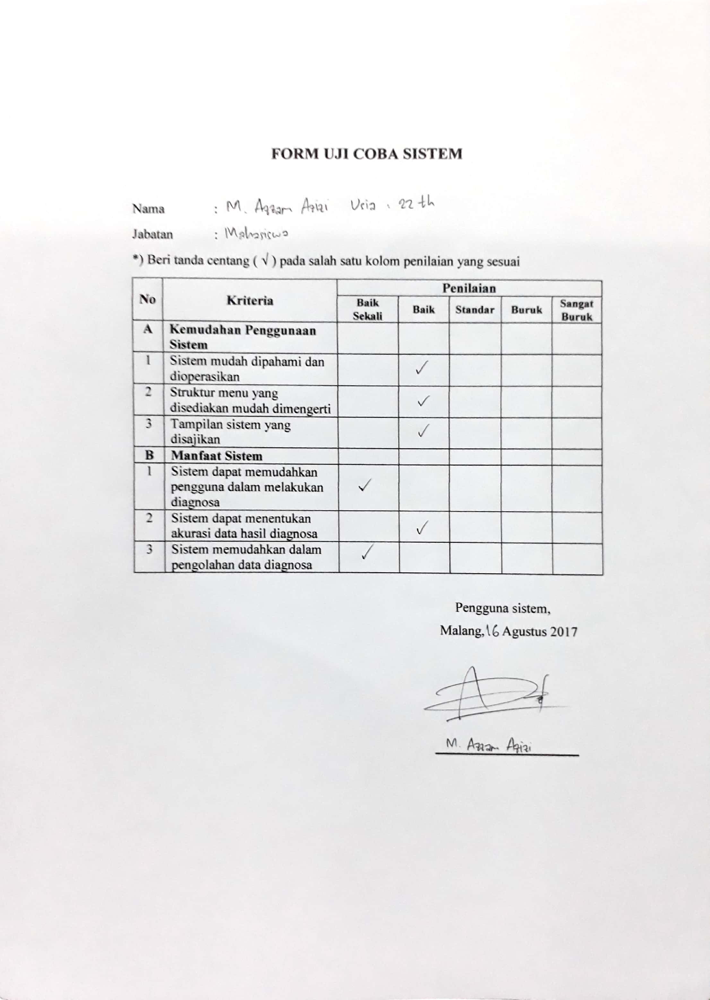 FORM UJI COBA SISTEM
Nama : M. Azzam Azizi Usia : 22 th
Jabatan : Mahasiswa
*) Beri tanda centang ( √ ) pada salah satu kolom penilaian yang sesuai
No Kriteria Penilaian
Baik Sekali Baik Standar Buruk Sangat Buruk
A Kemudahan Penggunaan
Sistem
1 Sistem mudah dipahami dan
dioperasikan ✓
2 Struktur menu yang
disediakan mudah dimengerti ✓
3 Tampilan sistem yang
disajikan ✓
B Manfaat Sistem
1 Sistem dapat memudahkan
pengguna dalam melakukan ✓
diagnosa
2 Sistem dapat menentukan
akurasi data hasil diagnosa ✓
3 Sistem memudahkan dalam ✓
pengolahan data diagnosa
Pengguna sistem,
Malang, 16 Agustus 2017
M. Azzam Azizi